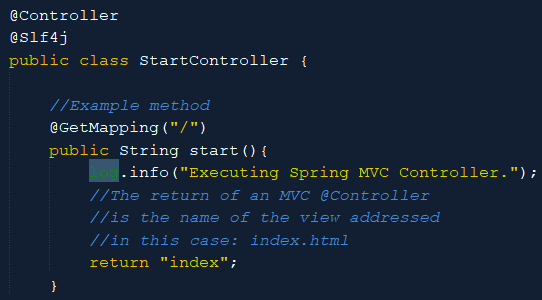 @Controller
@Slf4j
public class StartController {
//Example method
@GetMapping("/")
public String start(){
log.info("Executing Spring MVC Controller.");
//The return of an MVC @Controller
//is the name of the view addressed
//in this case: index.html
return "index";
}